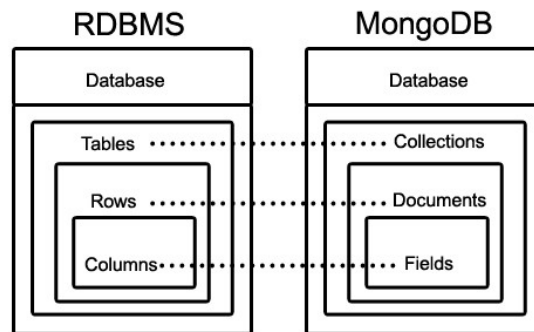 RDBMS MongoDB
Database Database
Tables Collections
Rows Documents
Columns Fields